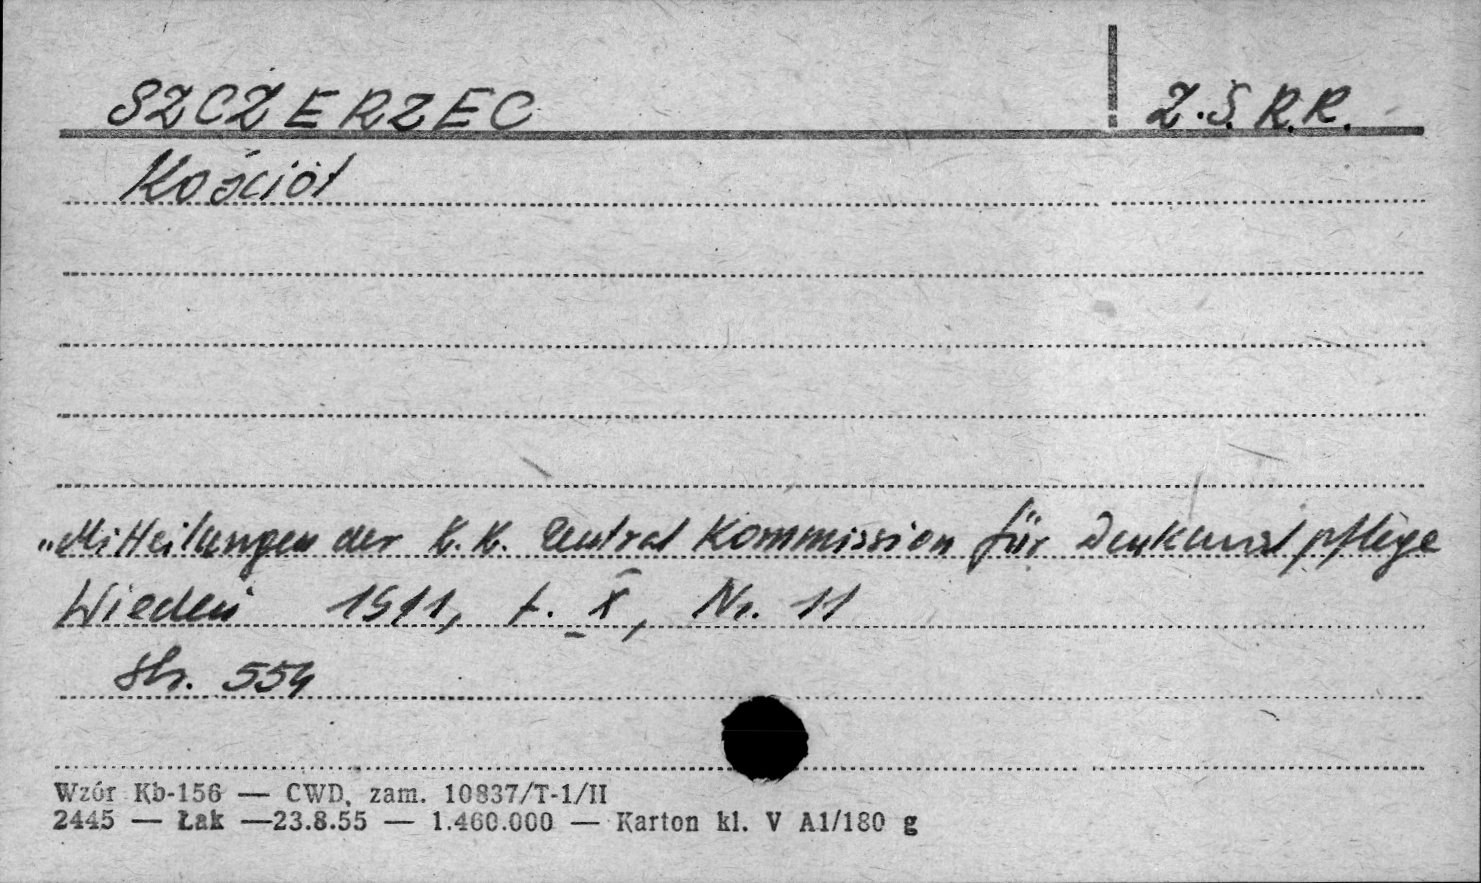 SZCZERZEC Z.S.R.R.
Kościół
„Mitteilungen der k.k. Central Kommission für Denkmalpflege
Wiedeń 1911, t. X, Nr. 11
str. 554
Wzór Kb-156 — CWD, zam. 10837/T-1/II
2445 — Łak —23.8.55 — 1.460.000 — Karton kl. V A1/180 g